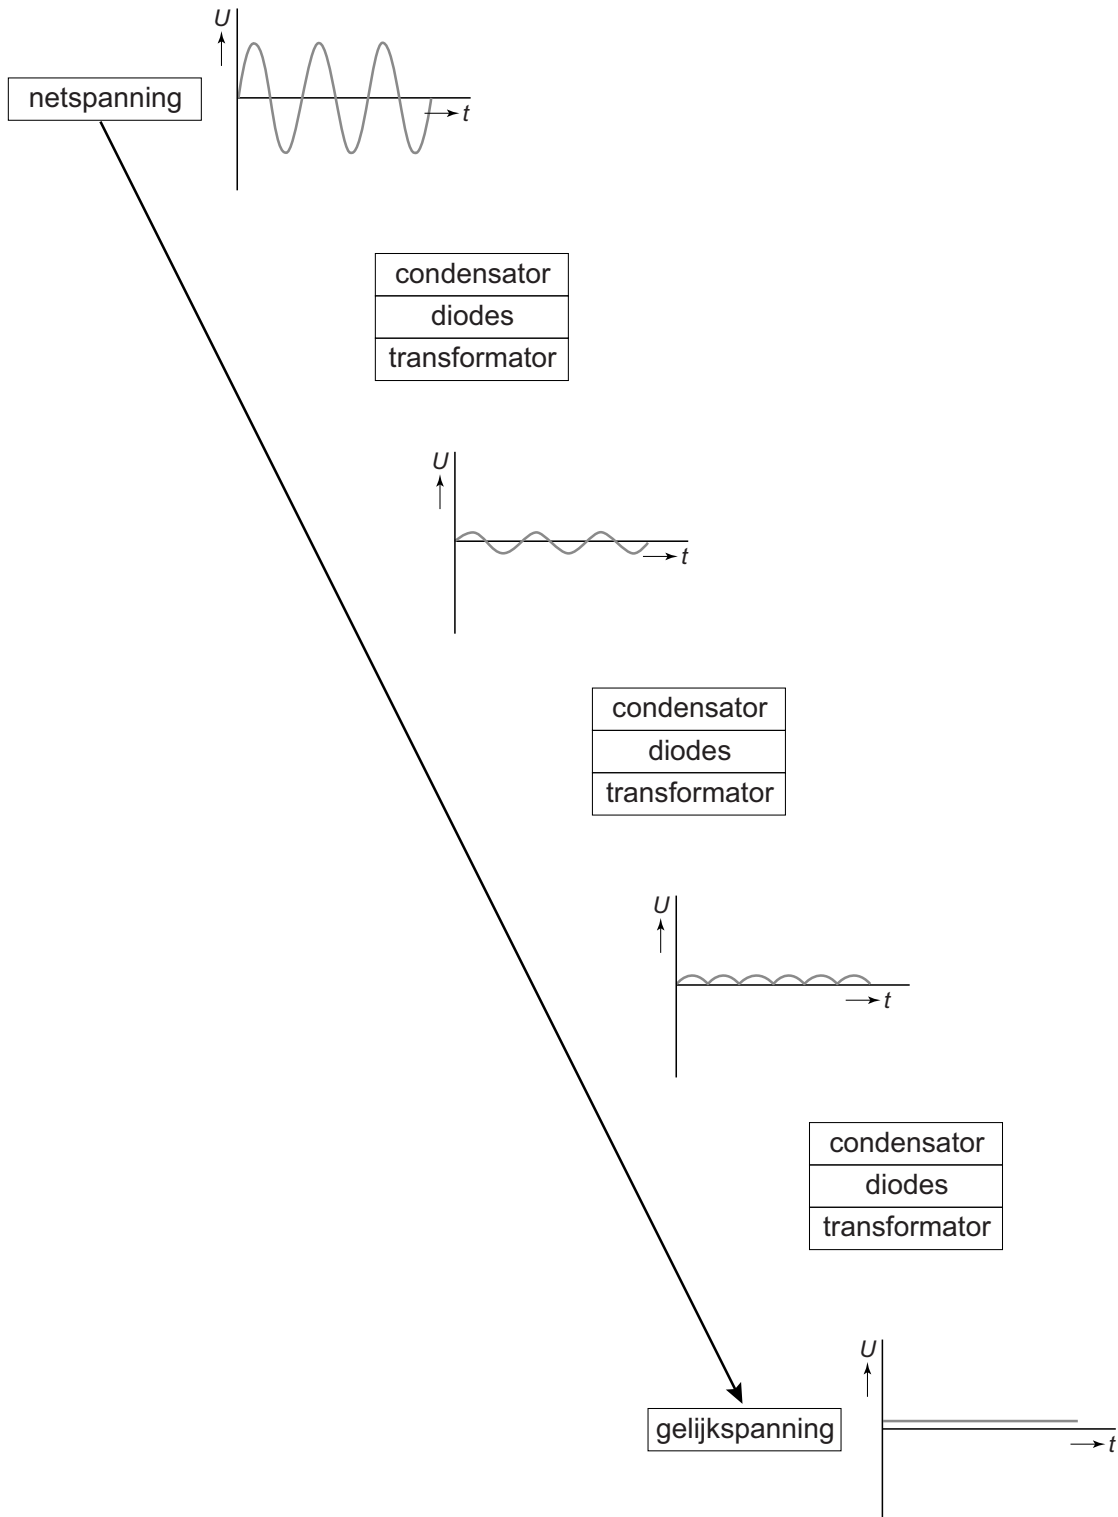 U
netspanning
t
condensator
diodes
transformator
U
t
condensator
diodes
transformator
U
t
condensator
diodes
transformator
U
gelijkspanning
t